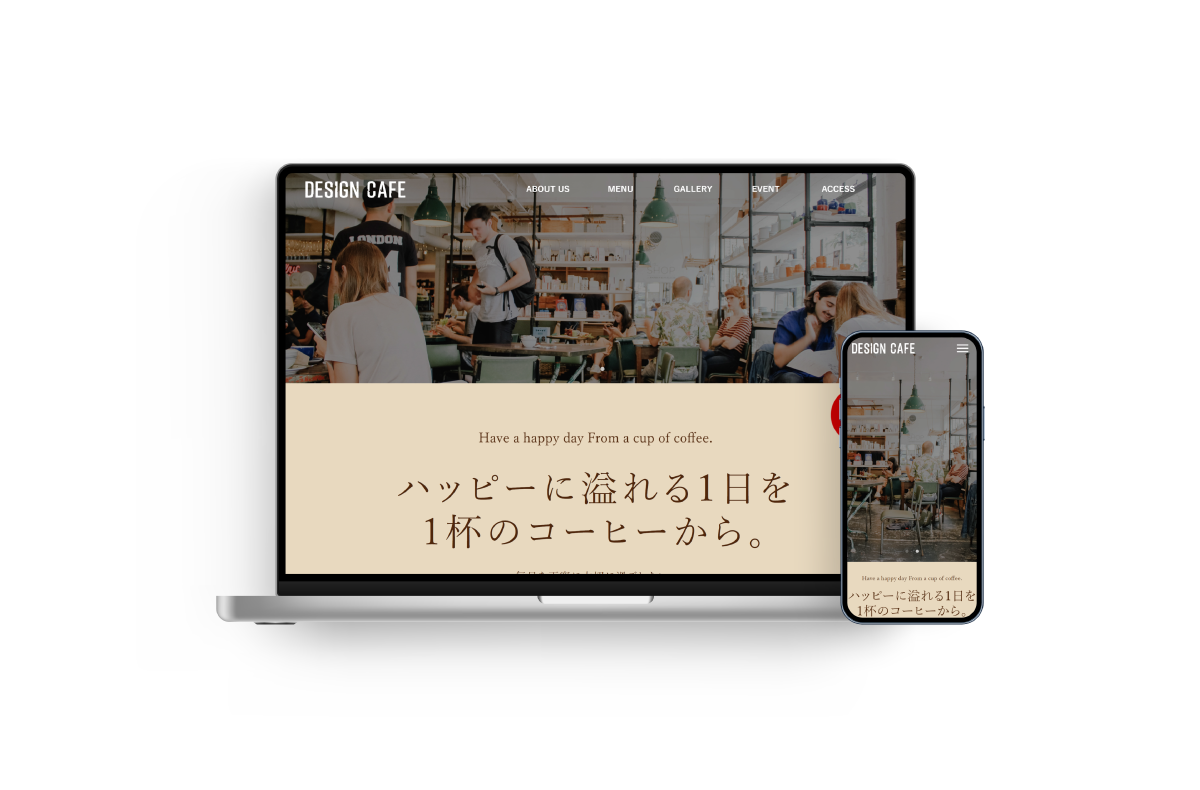 DESIGN CAFE
ABOUT US
MENU
GALLERY
EVENT
ACCESS
LONDON
Have a happy day From a cup of coffee.
ハッピーに溢れる1日を
1杯のコーヒーから。
DESIGN CAFE
Have a happy day From a cup of coffee.
ハッピーに溢れる1日を
1杯のコーヒーから。